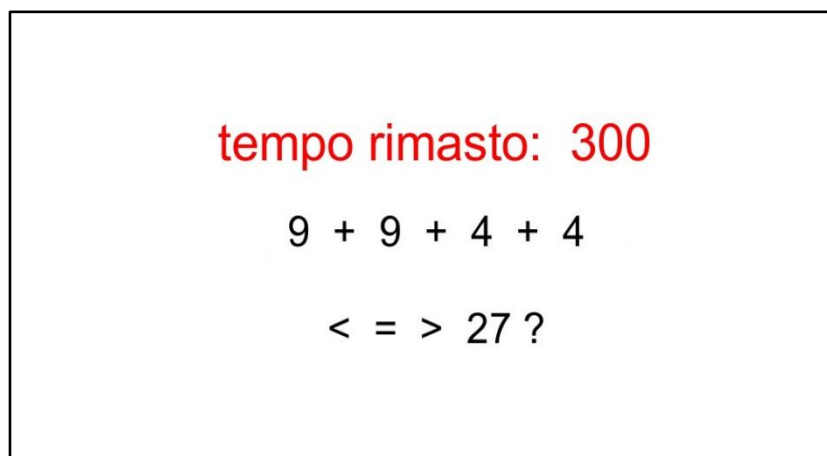 tempo rimasto: 300
9 + 9 + 4 + 4
< = > 27 ?